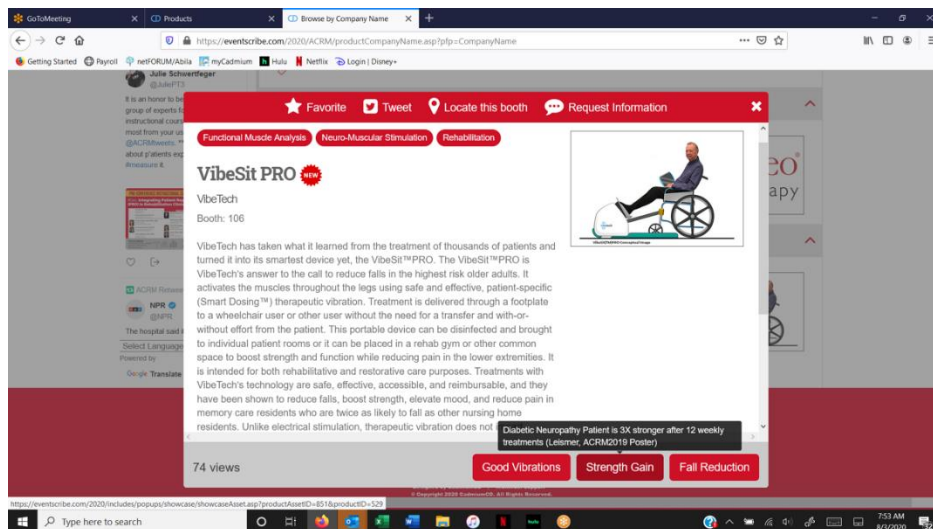 GoToMeeting
Products
Browse by Company Name
https://eventscribe.com/2020/ACRM/productCompanyName.asp?pfp=CompanyName
Getting Started Payroll netFORUM/Abila myCadmium Hulu Netflix Login | Disney+
Julie Schwertfeger
@JuliePT3
It is an honor to be
group of experts fo
instructional cours
most from your us
@ACRMtweets.
about patients exp
#measure it.
ACRM Retweeted
NPR
@NPR
The hospital said i
Select Language
Powered by
Google Translate
Favorite Tweet Locate this booth Request Information
Functional Muscle Analysis Neuro-Muscular Stimulation Rehabilitation
VibeSit PRO NEW
VibeTech
Booth: 106
VibeTech has taken what it learned from the treatment of thousands of patients and
turned it into its smartest device yet, the VibeSit™PRO. The VibeSit™PRO is
VibeTech's answer to the call to reduce falls in the highest risk older adults. It
activates the muscles throughout the legs using safe and effective, patient-specific
(Smart Dosing™) therapeutic vibration. Treatment is delivered through a footplate
to a wheelchair user or other user without the need for a transfer and with-or-
without effort from the patient. This portable device can be disinfected and brought
to individual patient rooms or it can be placed in a rehab gym or other common
space to boost strength and function while reducing pain in the lower extremities. It
is intended for both rehabilitative and restorative care purposes. Treatments with
VibeTech's technology are safe, effective, accessible, and reimbursable, and they
have been shown to reduce falls, boost strength, elevate mood, and reduce pain in
memory care residents who are twice as likely to fall as other nursing home
residents. Unlike electrical stimulation, therapeutic vibration does not
VibeSit™PRO Conceptual Image
eo®
apy
Diabetic Neuropathy Patient is 3X stronger after 12 weekly
treatments (Leismer, ACRM2019 Poster)
74 views
Good Vibrations Strength Gain Fall Reduction
© Copyright 2020 CadmiumCD. All Rights Reserved.
https://eventscribe.com/2020/includes/popups/showcase/showcaseAsset.asp?productAssetID=851&productID=529
Type here to search
hulu
7:53 AM
8/3/2020